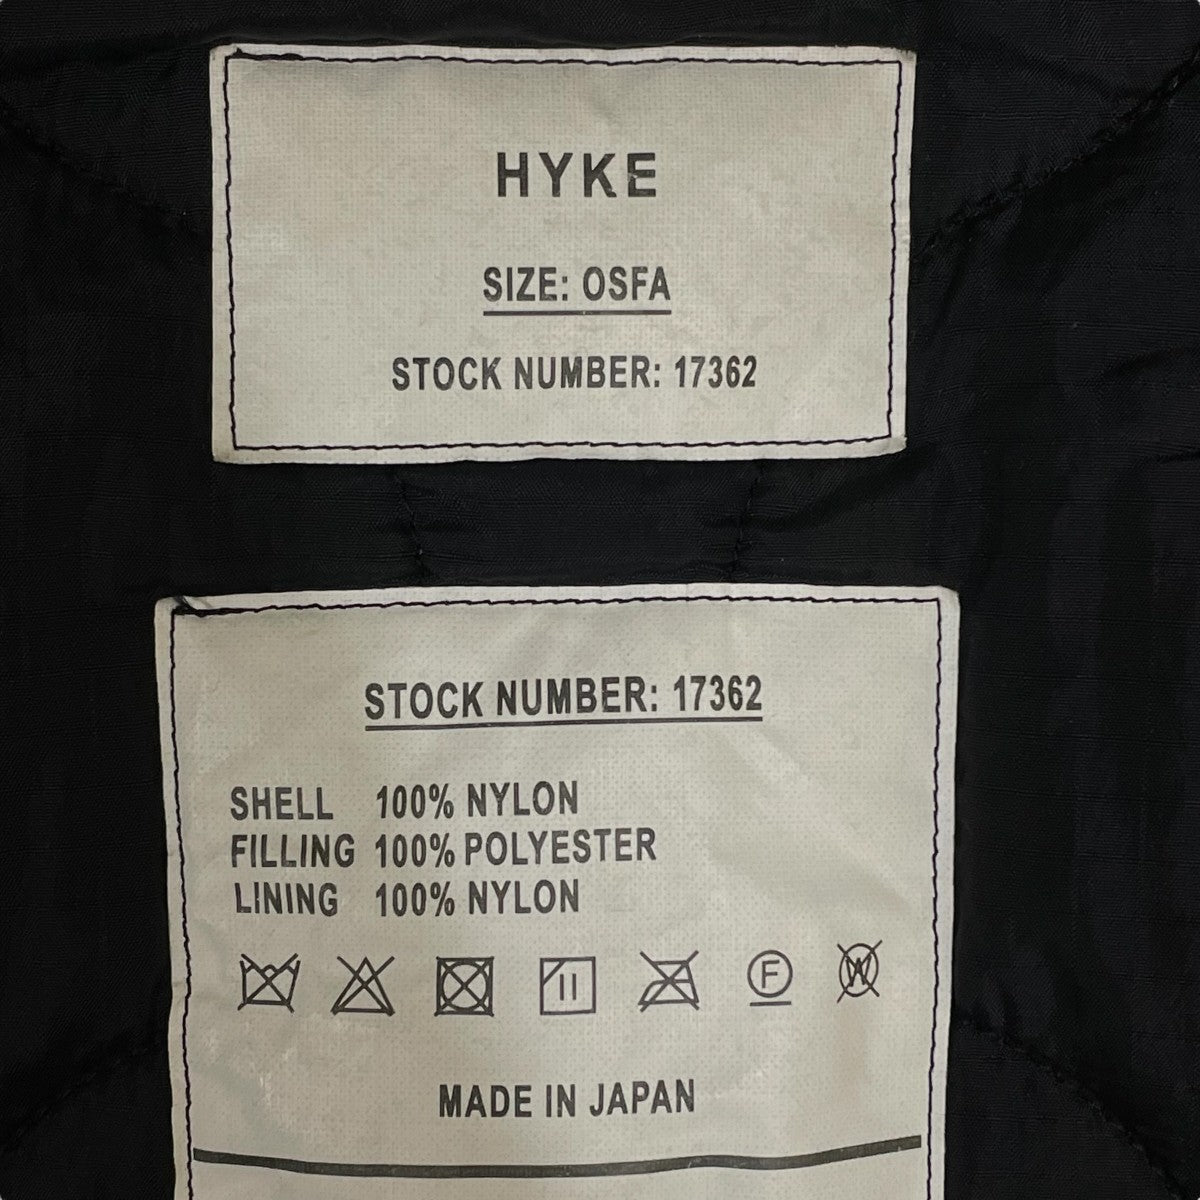 HYKE
SIZE: OSFA
STOCK NUMBER: 17362
STOCK NUMBER: 17362
SHELL 100% NYLON
FILLING 100% POLYESTER
LINING 100% NYLON
F W
MADE IN JAPAN